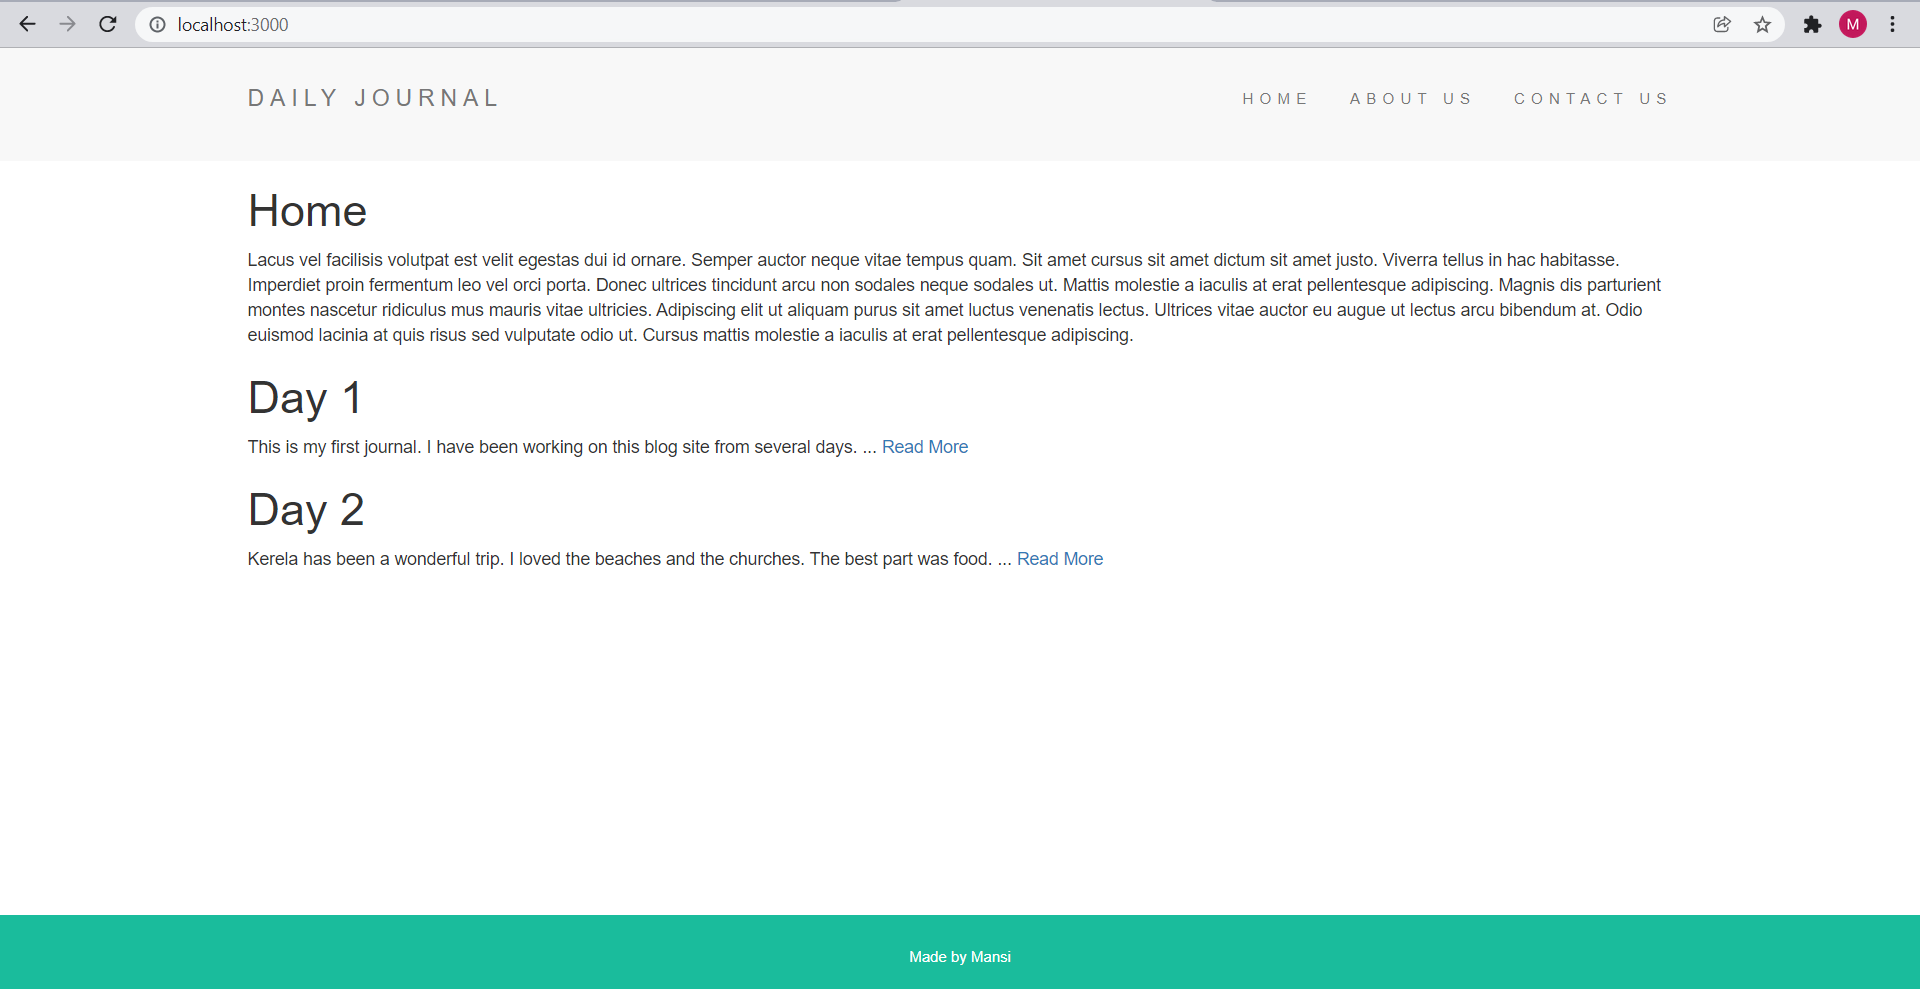 localhost:3000
M
DAILY JOURNAL
HOME ABOUT US CONTACT US
Home
Lacus vel facilisis volutpat est velit egestas dui id ornare. Semper auctor neque vitae tempus quam. Sit amet cursus sit amet dictum sit amet justo. Viverra tellus in hac habitasse.
Imperdiet proin fermentum leo vel orci porta. Donec ultrices tincidunt arcu non sodales neque sodales ut. Mattis molestie a iaculis at erat pellentesque adipiscing. Magnis dis parturient
montes nascetur ridiculus mus mauris vitae ultricies. Adipiscing elit ut aliquam purus sit amet luctus venenatis lectus. Ultrices vitae auctor eu augue ut lectus arcu bibendum at. Odio
euismod lacinia at quis risus sed vulputate odio ut. Cursus mattis molestie a iaculis at erat pellentesque adipiscing.
Day 1
This is my first journal. I have been working on this blog site from several days. ... Read More
Day 2
Kerela has been a wonderful trip. I loved the beaches and the churches. The best part was food. ... Read More
Made by Mansi